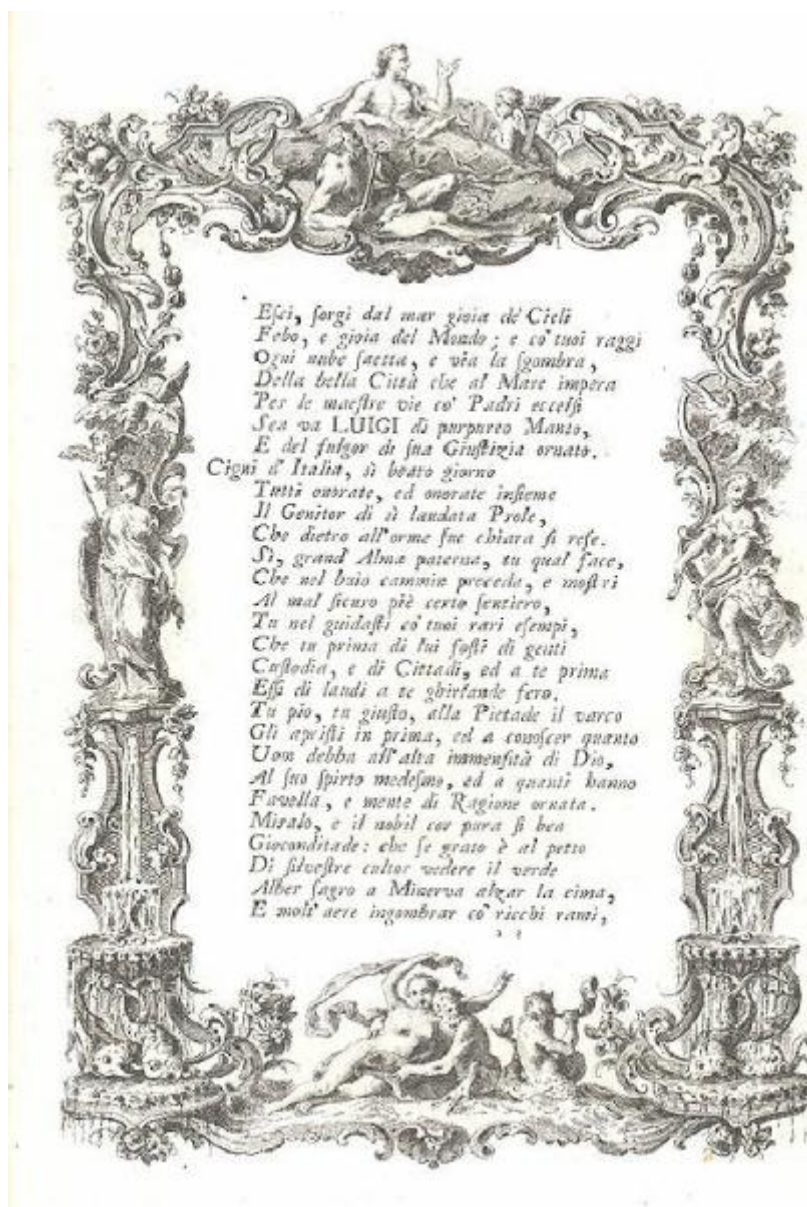 Esci, sorgi dal mar gioia de' Cieli
Febo, e gioia del Mondo; e co' tuoi raggi
Ogni nube saetta, e via la sgombra,
Della bella Città che al Mare impera
Per le maestre vie co' Padri eccelsi
Sen va LUIGI di purpureo Manto,
E del fulgor di sua Giustizia ornato.
Cigni d' Italia, sì beato giorno
Tutti onorate, ed onorate insieme
Il Genitor di sì laudata Prole,
Che dietro all'orme sue chiara si rese.
Sì, grand' Alma paterna, tu qual face,
Che nel buio cammin preceda, e mostri
Al mal sicuro piè certo sentiero,
Tu nel guidasti co' tuoi rari esempi,
Che tu prima di lui fosti di genti
Custodia, e di Cittadi, ed a te prima
Essi di laudi a te ghirlande fero.
Tu pio, tu giusto, alla Pietade il varco
Gli apristi in prima, ed a conoscer quanto
Uom debba all'alta immensità di Dio,
Al suo spirto medesmo, ed a quanti hanno
Favella, e mente di Ragione ornata.
Miralo, e il nobil cor pura si bea
Gioconditade: che se grato è al petto
Di silvestre cultor vedere il verde
Alber sagro a Minerva alzar la cima,
E molt' aere ingombrar co' ricchi rami,